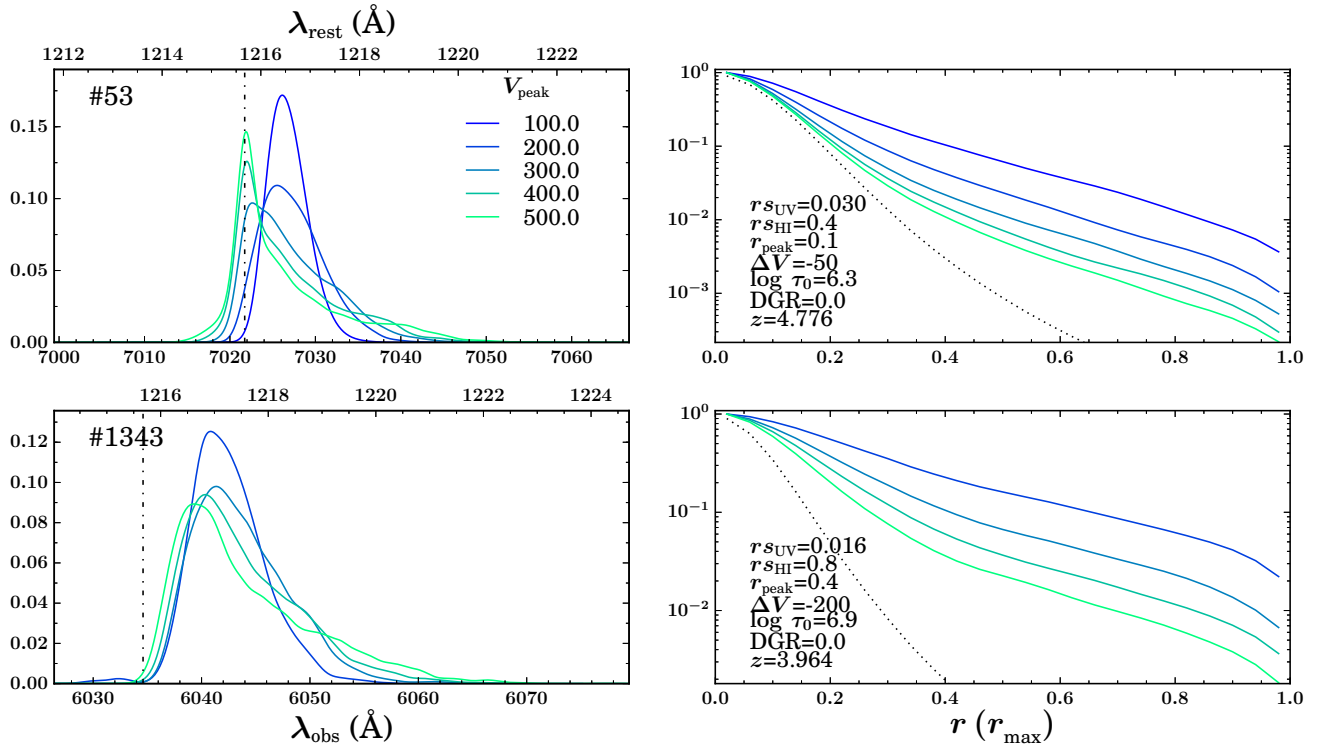 λrest (Å)
1212 1214 1216 1218 1220 1222
#53
Vpeak
100.0
200.0
300.0
400.0
500.0
0.15
0.10
0.05
0.00
7000 7010 7020 7030 7040 7050 7060
10^0
10^-1
10^-2
10^-3
rsUV=0.030
rsHI=0.4
rpeak=0.1
ΔV=-50
log τ0=6.3
DGR=0.0
z=4.776
0.0 0.2 0.4 0.6 0.8 1.0
1216 1218 1220 1222 1224
#1343
0.12
0.10
0.08
0.06
0.04
0.02
0.00
6030 6040 6050 6060 6070
λobs (Å)
10^0
10^-1
10^-2
rsUV=0.016
rsHI=0.8
rpeak=0.4
ΔV=-200
log τ0=6.9
DGR=0.0
z=3.964
0.0 0.2 0.4 0.6 0.8 1.0
r (rmax)